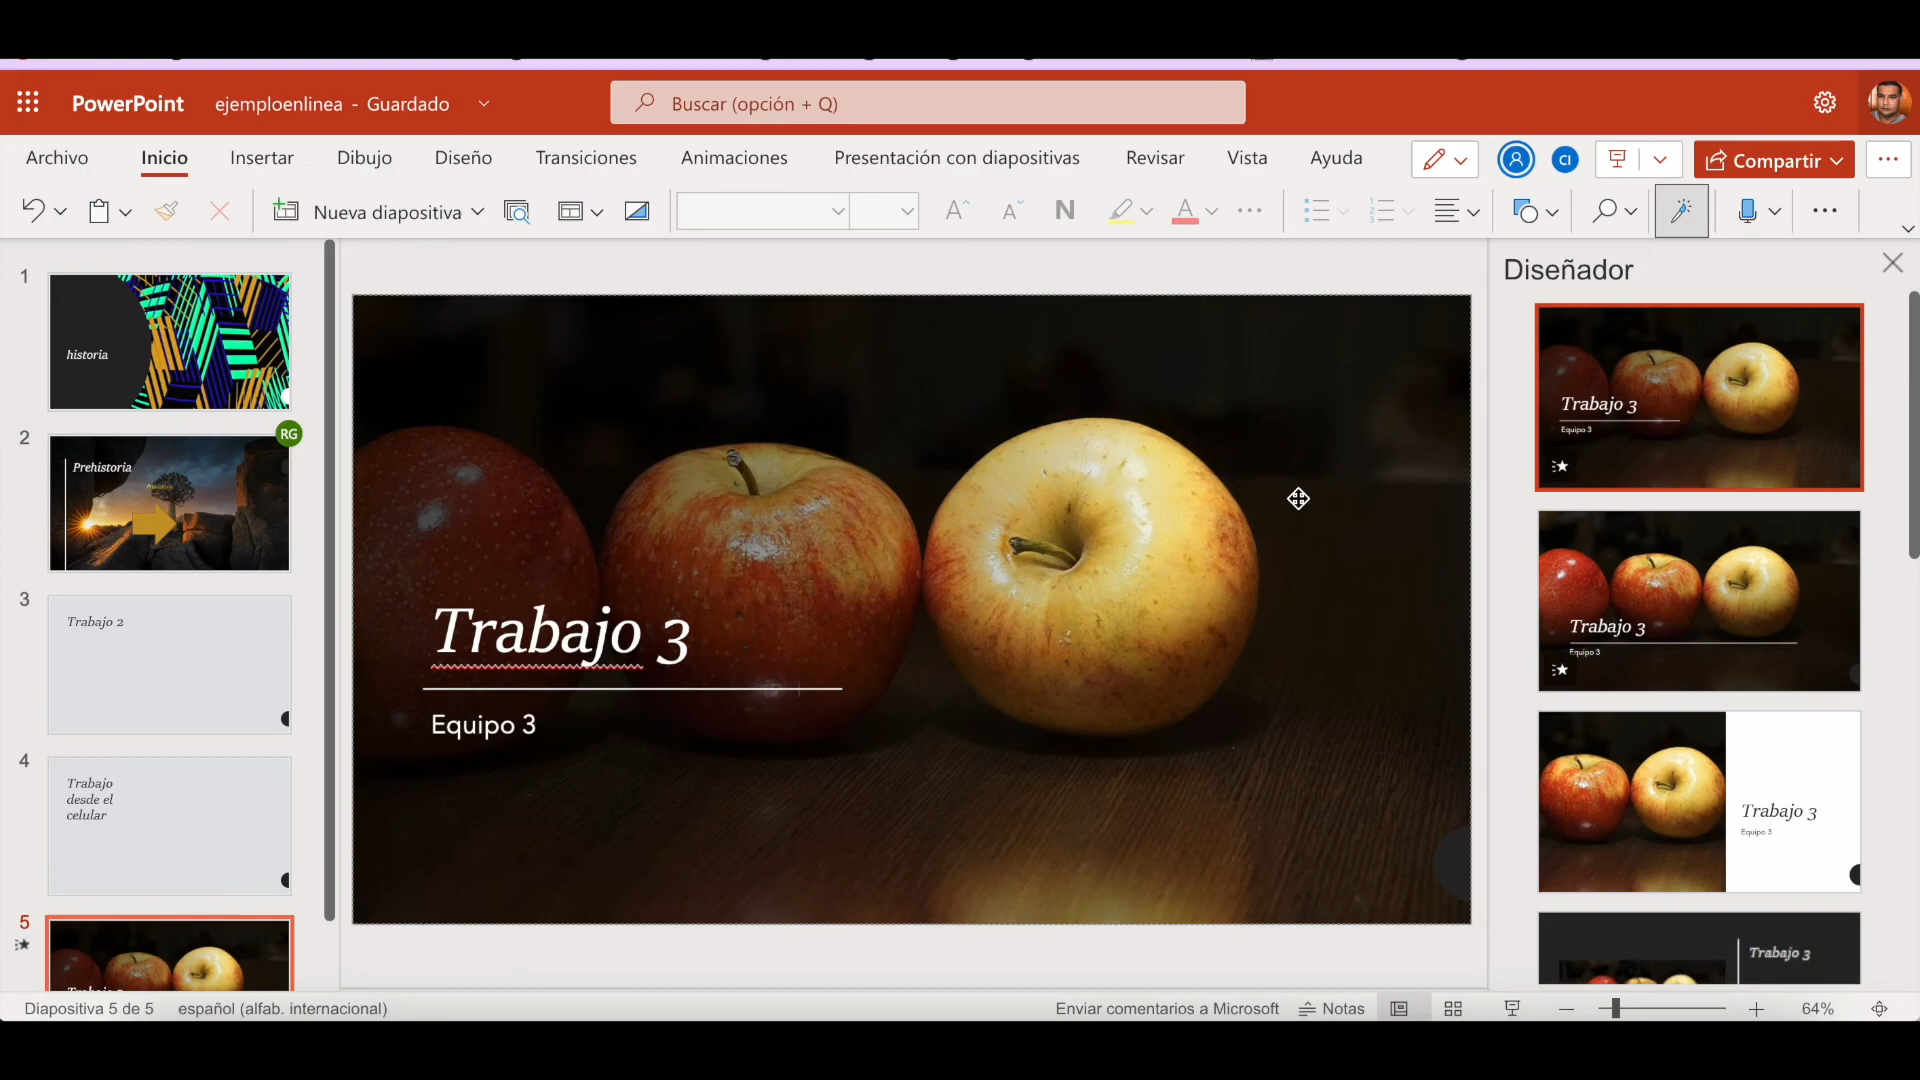 PowerPoint
ejemploenlinea - Guardado
Buscar (opción + Q)
Archivo
Inicio
Insertar
Dibujo
Diseño
Transiciones
Animaciones
Presentación con diapositivas
Revisar
Vista
Ayuda
CI
Compartir
Nueva diapositiva
A
A
N
A
1
historia
2
RG
Prehistoria
3
Trabajo 2
4
Trabajo
desde el
celular
5
Trabajo 3
Equipo 3
Diseñador
Trabajo 3
Equipo 3
Trabajo 3
Equipo 3
Trabajo 3
Equipo 3
Trabajo 3
Diapositiva 5 de 5
español (alfab. internacional)
Enviar comentarios a Microsoft
Notas
64%